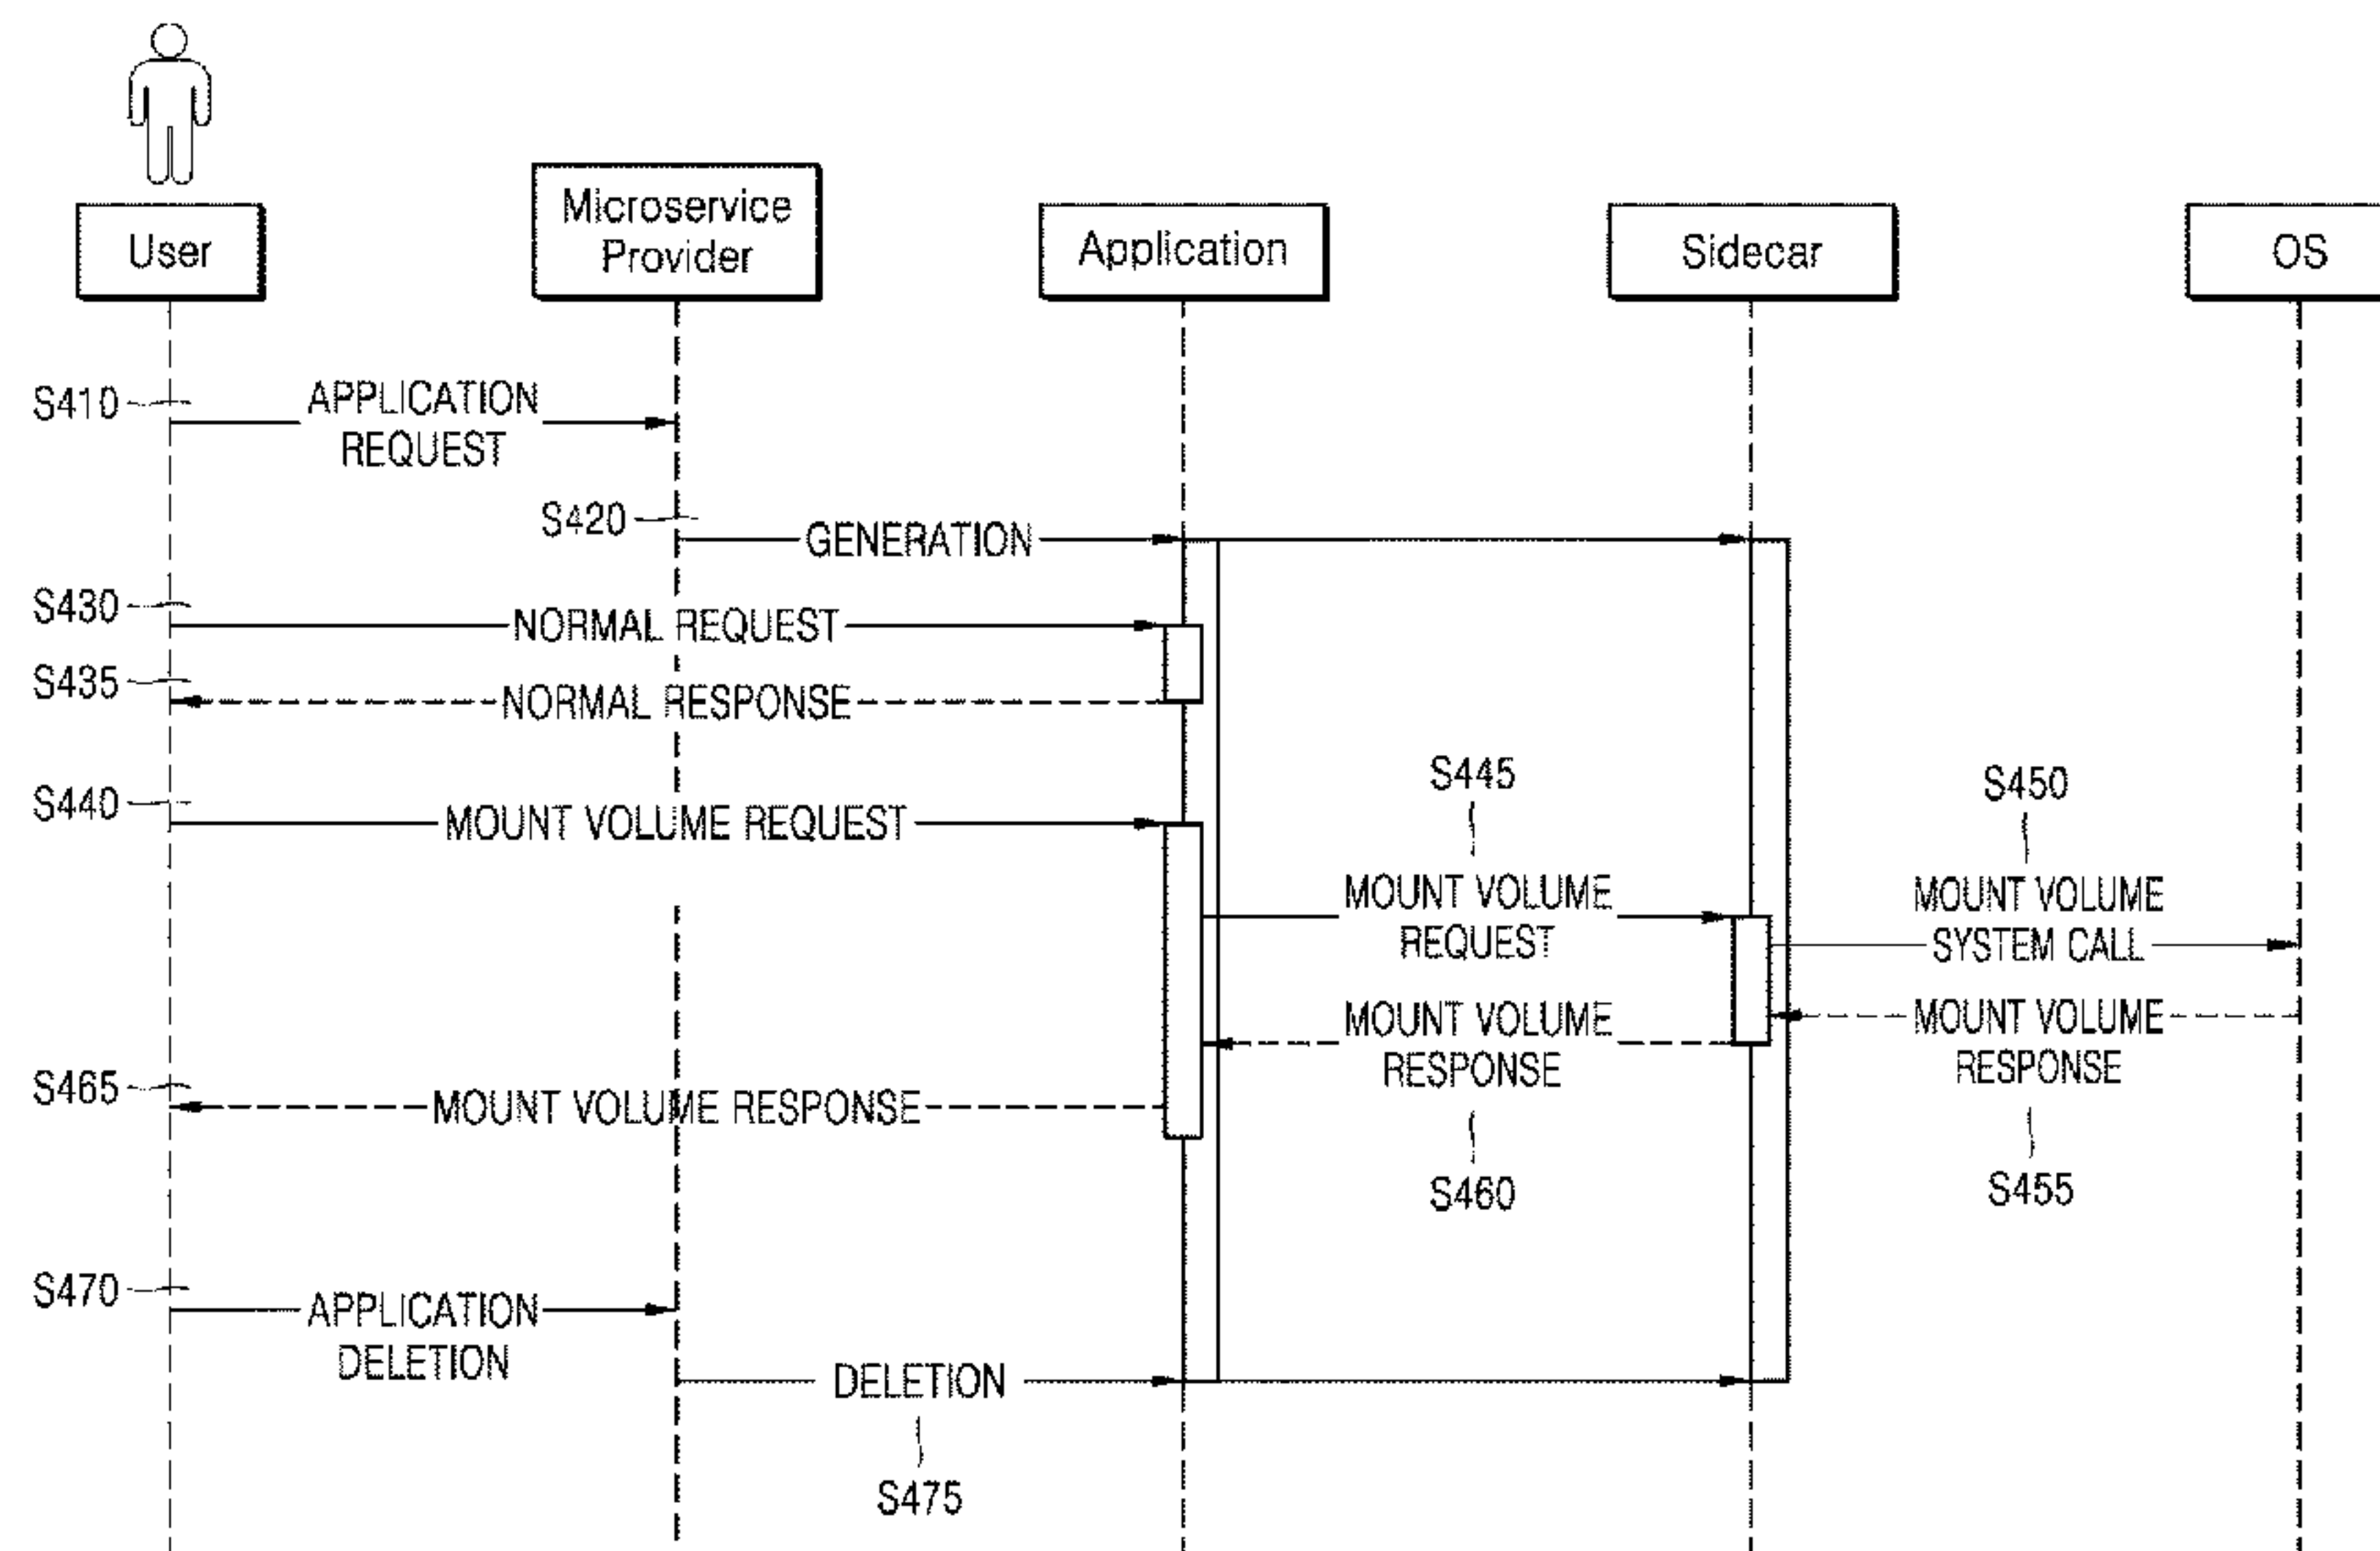 User
Microservice
Provider
Application
Sidecar
OS
S410
APPLICATION
REQUEST
S420
GENERATION
S430
NORMAL REQUEST
S435
NORMAL RESPONSE
S440
MOUNT VOLUME REQUEST
S445
MOUNT VOLUME
REQUEST
S450
MOUNT VOLUME
SYSTEM CALL
MOUNT VOLUME
RESPONSE
S455
MOUNT VOLUME
RESPONSE
S460
S465
MOUNT VOLUME RESPONSE
S470
APPLICATION
DELETION
DELETION
S475